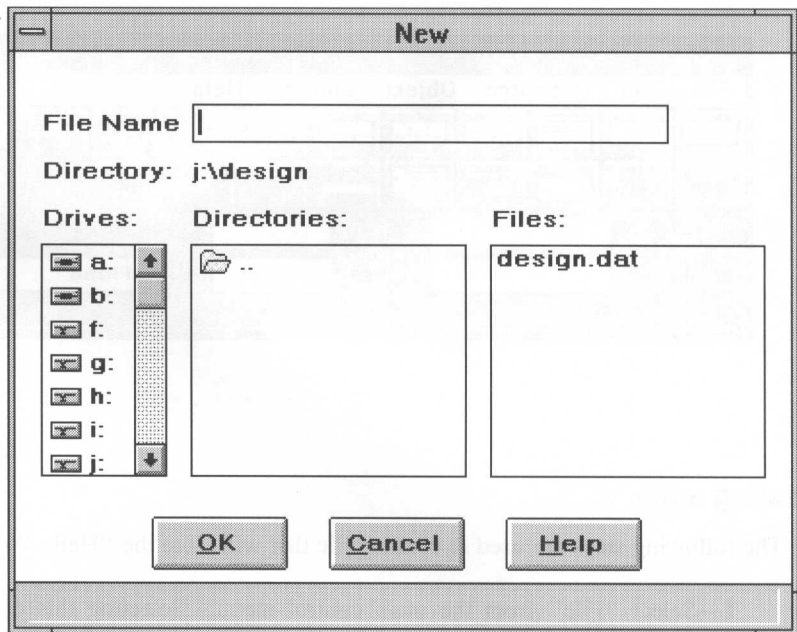 New
File Name
Directory: j:\design
Drives: Directories: Files:
a: .. design.dat
b:
f:
g:
h:
i:
j:
OK Cancel Help